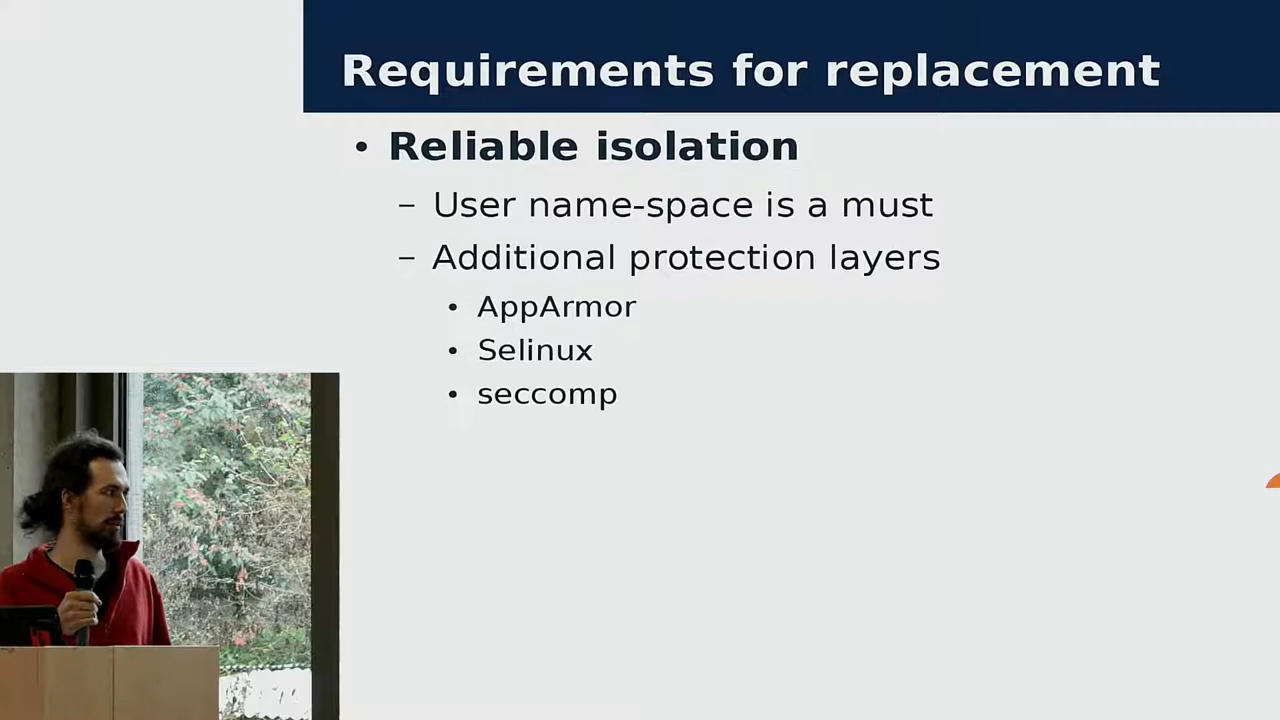 Requirements for replacement
• Reliable isolation
– User name-space is a must
– Additional protection layers
• AppArmor
• Selinux
• seccomp